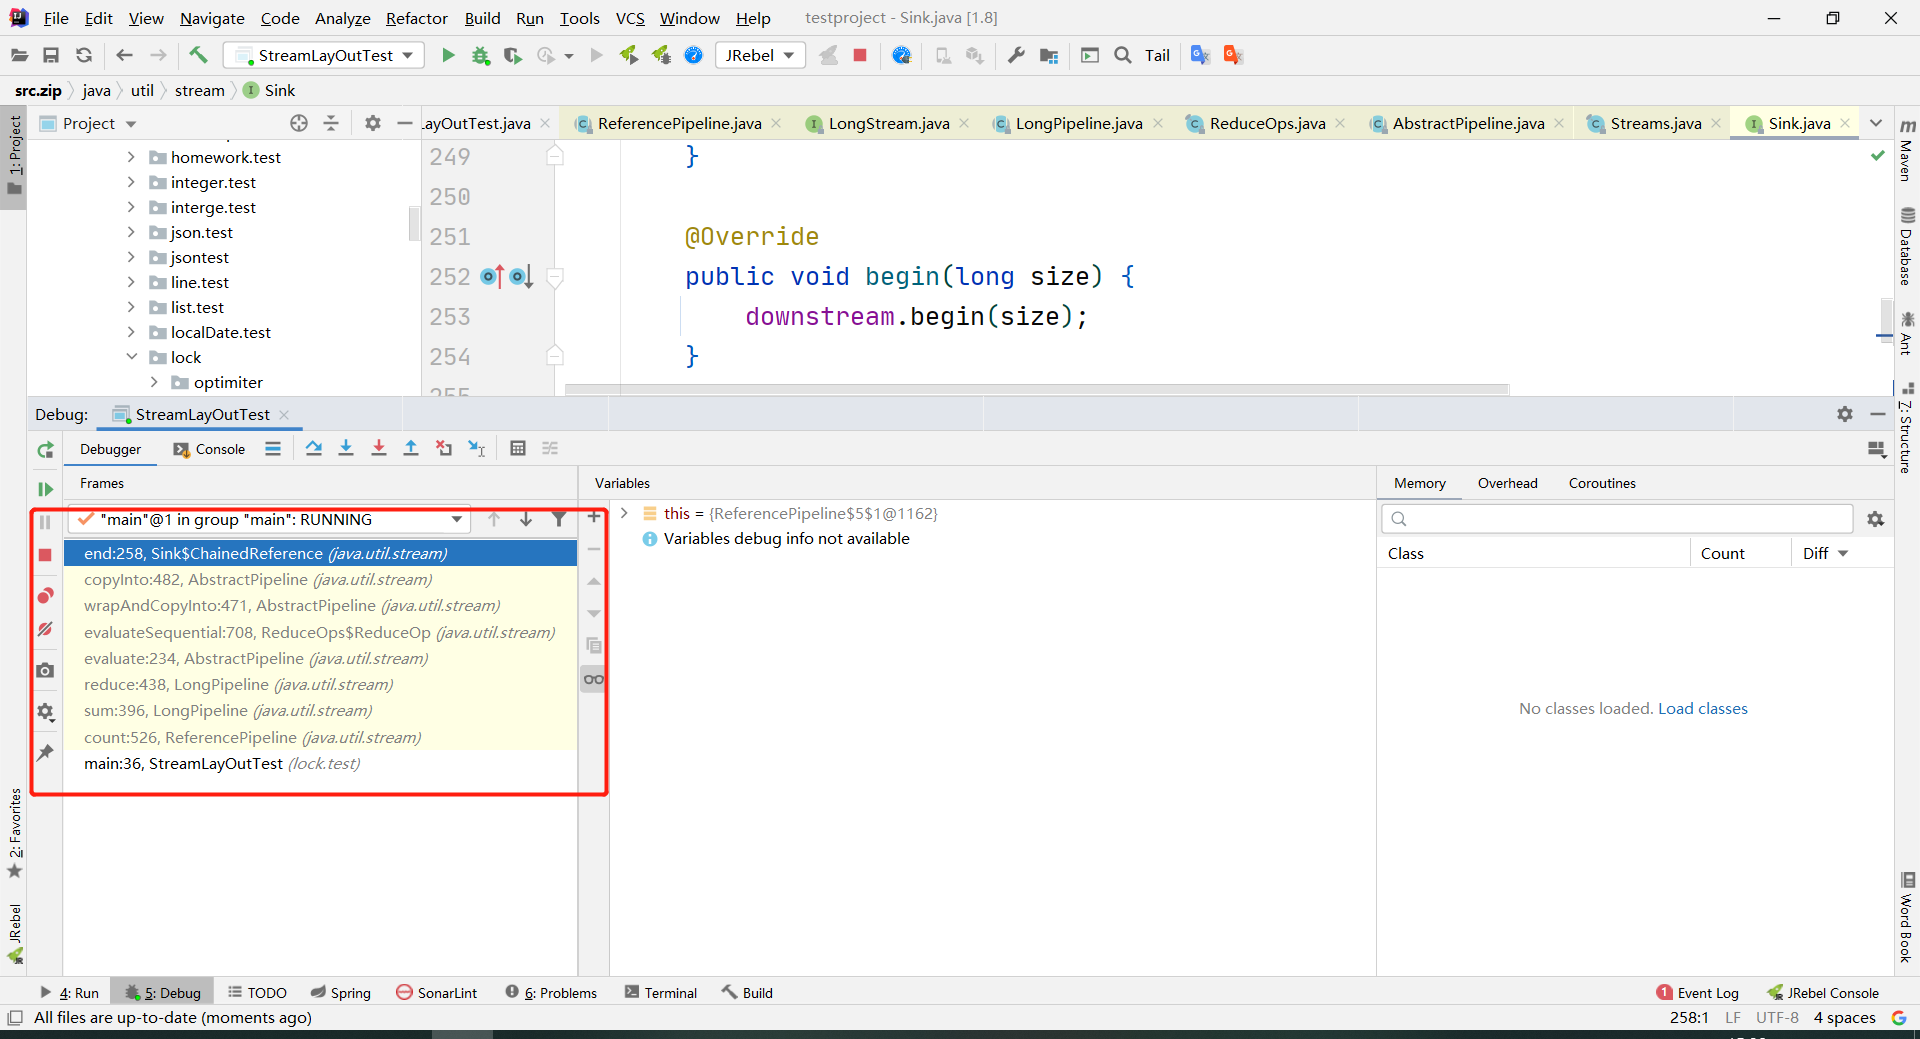 File Edit View Navigate Code Analyze Refactor Build Run Tools VCS Window Help testproject - Sink.java [1.8]
StreamLayOutTest JRebel Tail
src.zip java util stream Sink
1: Project
Project
LayOutTest.java ReferencePipeline.java LongStream.java LongPipeline.java ReduceOps.java AbstractPipeline.java Streams.java Sink.java
homework.test
integer.test
interge.test
json.test
jsontest
line.test
list.test
localDate.test
lock
optimiter
249 }
250
251 @Override
252 public void begin(long size) {
253 downstream.begin(size);
254 }
255
Maven
Database
Ant
7: Structure
Word Book
Debug: StreamLayOutTest
Debugger Console
Frames
Variables
Memory Overhead Coroutines
"main"@1 in group "main": RUNNING
end:258, Sink$ChainedReference (java.util.stream)
copyInto:482, AbstractPipeline (java.util.stream)
wrapAndCopyInto:471, AbstractPipeline (java.util.stream)
evaluateSequential:708, ReduceOps$ReduceOp (java.util.stream)
evaluate:234, AbstractPipeline (java.util.stream)
reduce:438, LongPipeline (java.util.stream)
sum:396, LongPipeline (java.util.stream)
count:526, ReferencePipeline (java.util.stream)
main:36, StreamLayOutTest (lock.test)
this = {ReferencePipeline$5$1@1162}
Variables debug info not available
Class Count Diff
No classes loaded. Load classes
2: Favorites
JRebel
4: Run 5: Debug TODO Spring SonarLint 6: Problems Terminal Build 1 Event Log JRebel Console
All files are up-to-date (moments ago) 258:1 LF UTF-8 4 spaces